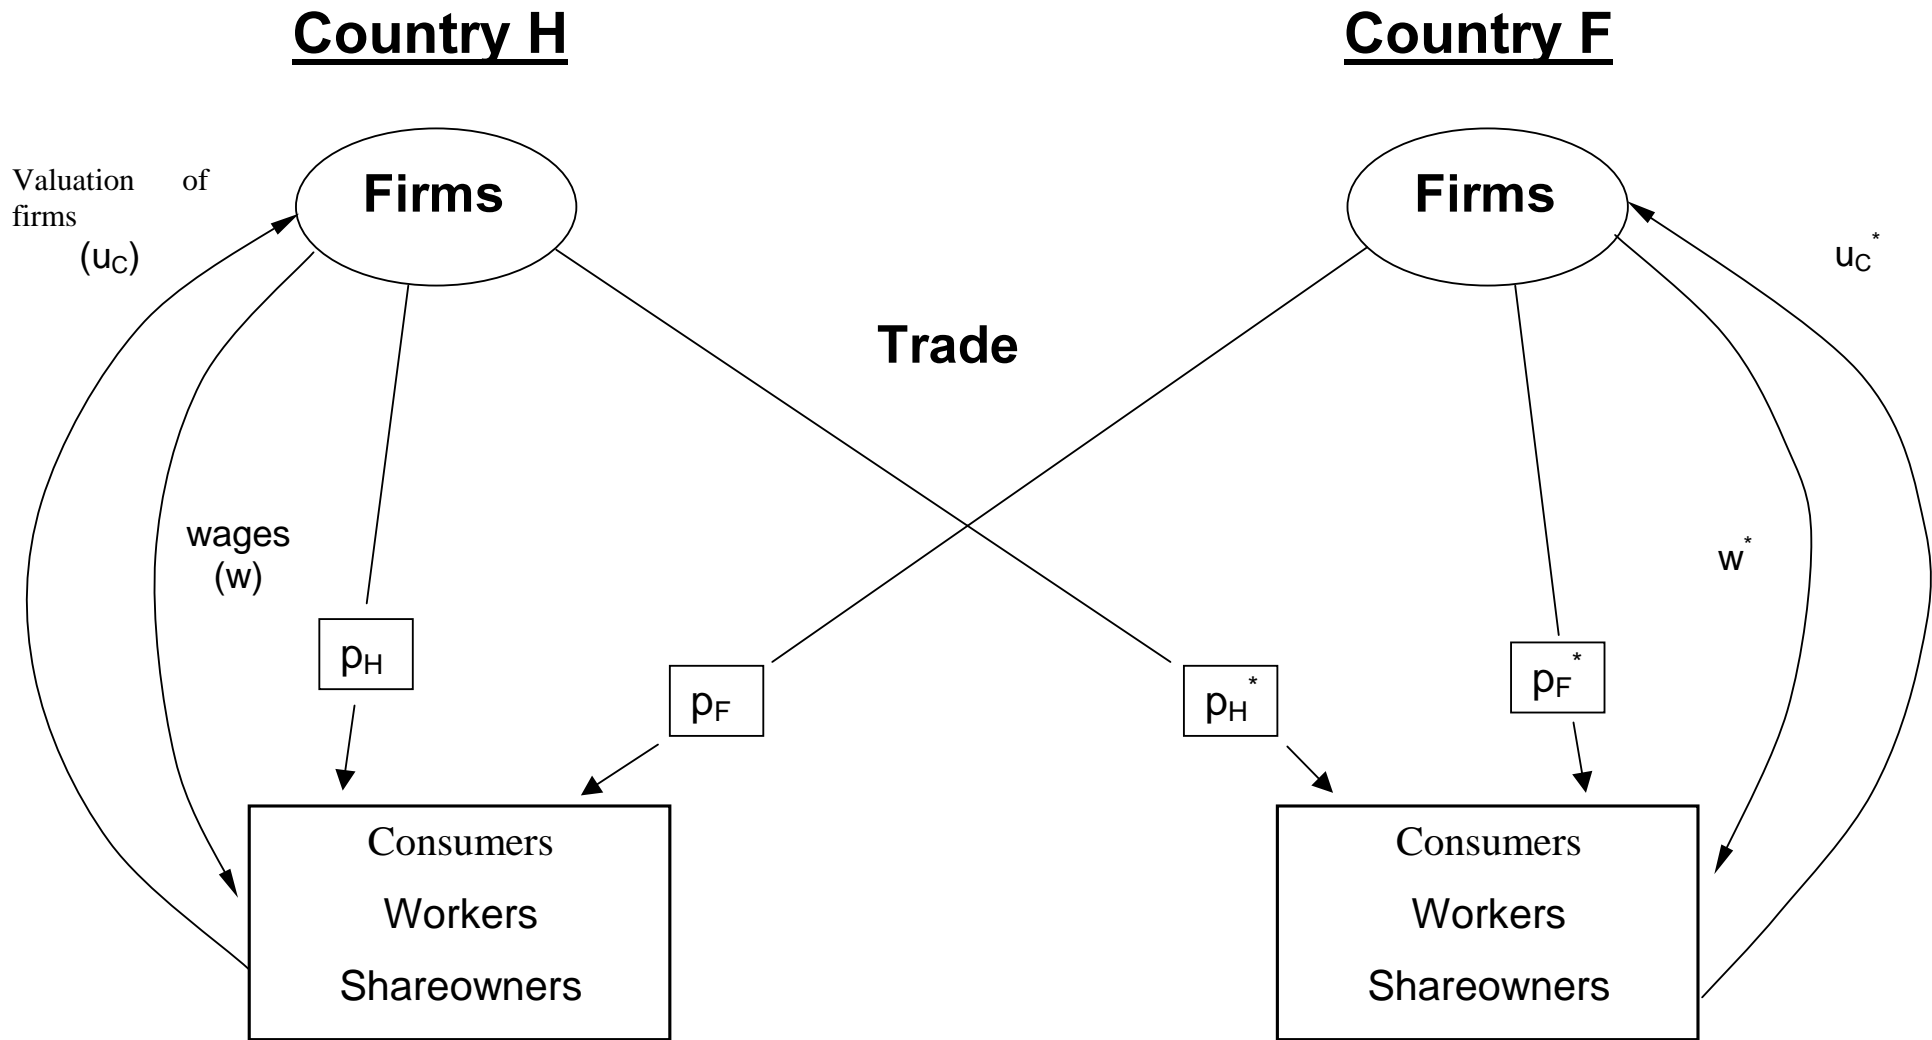 Country H
Country F
Valuation of
firms
(uC)
Firms
Firms
uC*
Trade
wages
(w)
w*
pH
pF
pH*
pF*
Consumers
Workers
Shareowners
Consumers
Workers
Shareowners